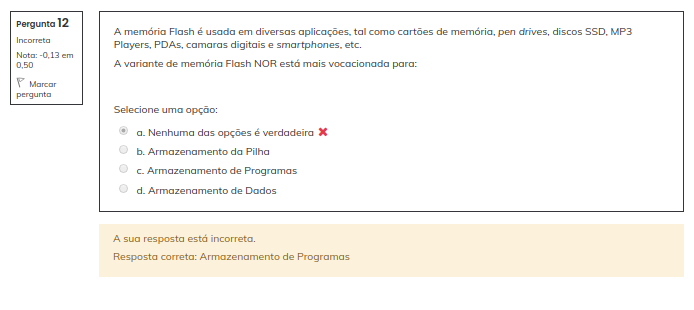 Pergunta 12
Incorreta
Nota: -0,13 em
0,50
Marcar
pergunta
A memória Flash é usada em diversas aplicações, tal como cartões de memória, pen drives, discos SSD, MP3
Players, PDAs, camaras digitais e smartphones, etc.
A variante de memória Flash NOR está mais vocacionada para:
Selecione uma opção:
a. Nenhuma das opções é verdadeira
b. Armazenamento da Pilha
c. Armazenamento de Programas
d. Armazenamento de Dados
A sua resposta está incorreta.
Resposta correta: Armazenamento de Programas